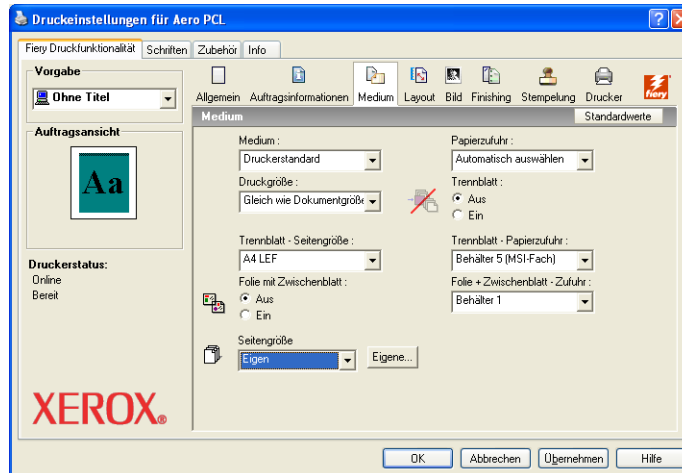 Druckeinstellungen für Aero PCL
Fiery Druckfunktionalität Schriften Zubehör Info
Vorgabe
Ohne Titel
Auftragsansicht
Aa
Druckerstatus:
Online
Bereit
XEROX®
Allgemein Auftragsinformationen Medium Layout Bild Finishing Stempelung Drucker
fiery
Medium Standardwerte
Medium : Papierzufuhr :
Druckerstandard Automatisch auswählen
Druckgröße : Trennblatt :
Gleich wie Dokumentgröße Aus
Ein
Trennblatt - Seitengröße : Trennblatt - Papierzufuhr :
A4 LEF Behälter 5 (MSI-Fach)
Folie mit Zwischenblatt : Folie + Zwischenblatt - Zufuhr :
Aus Behälter 1
Ein
Seitengröße
Eigen Eigene...
OK Abbrechen Übernehmen Hilfe